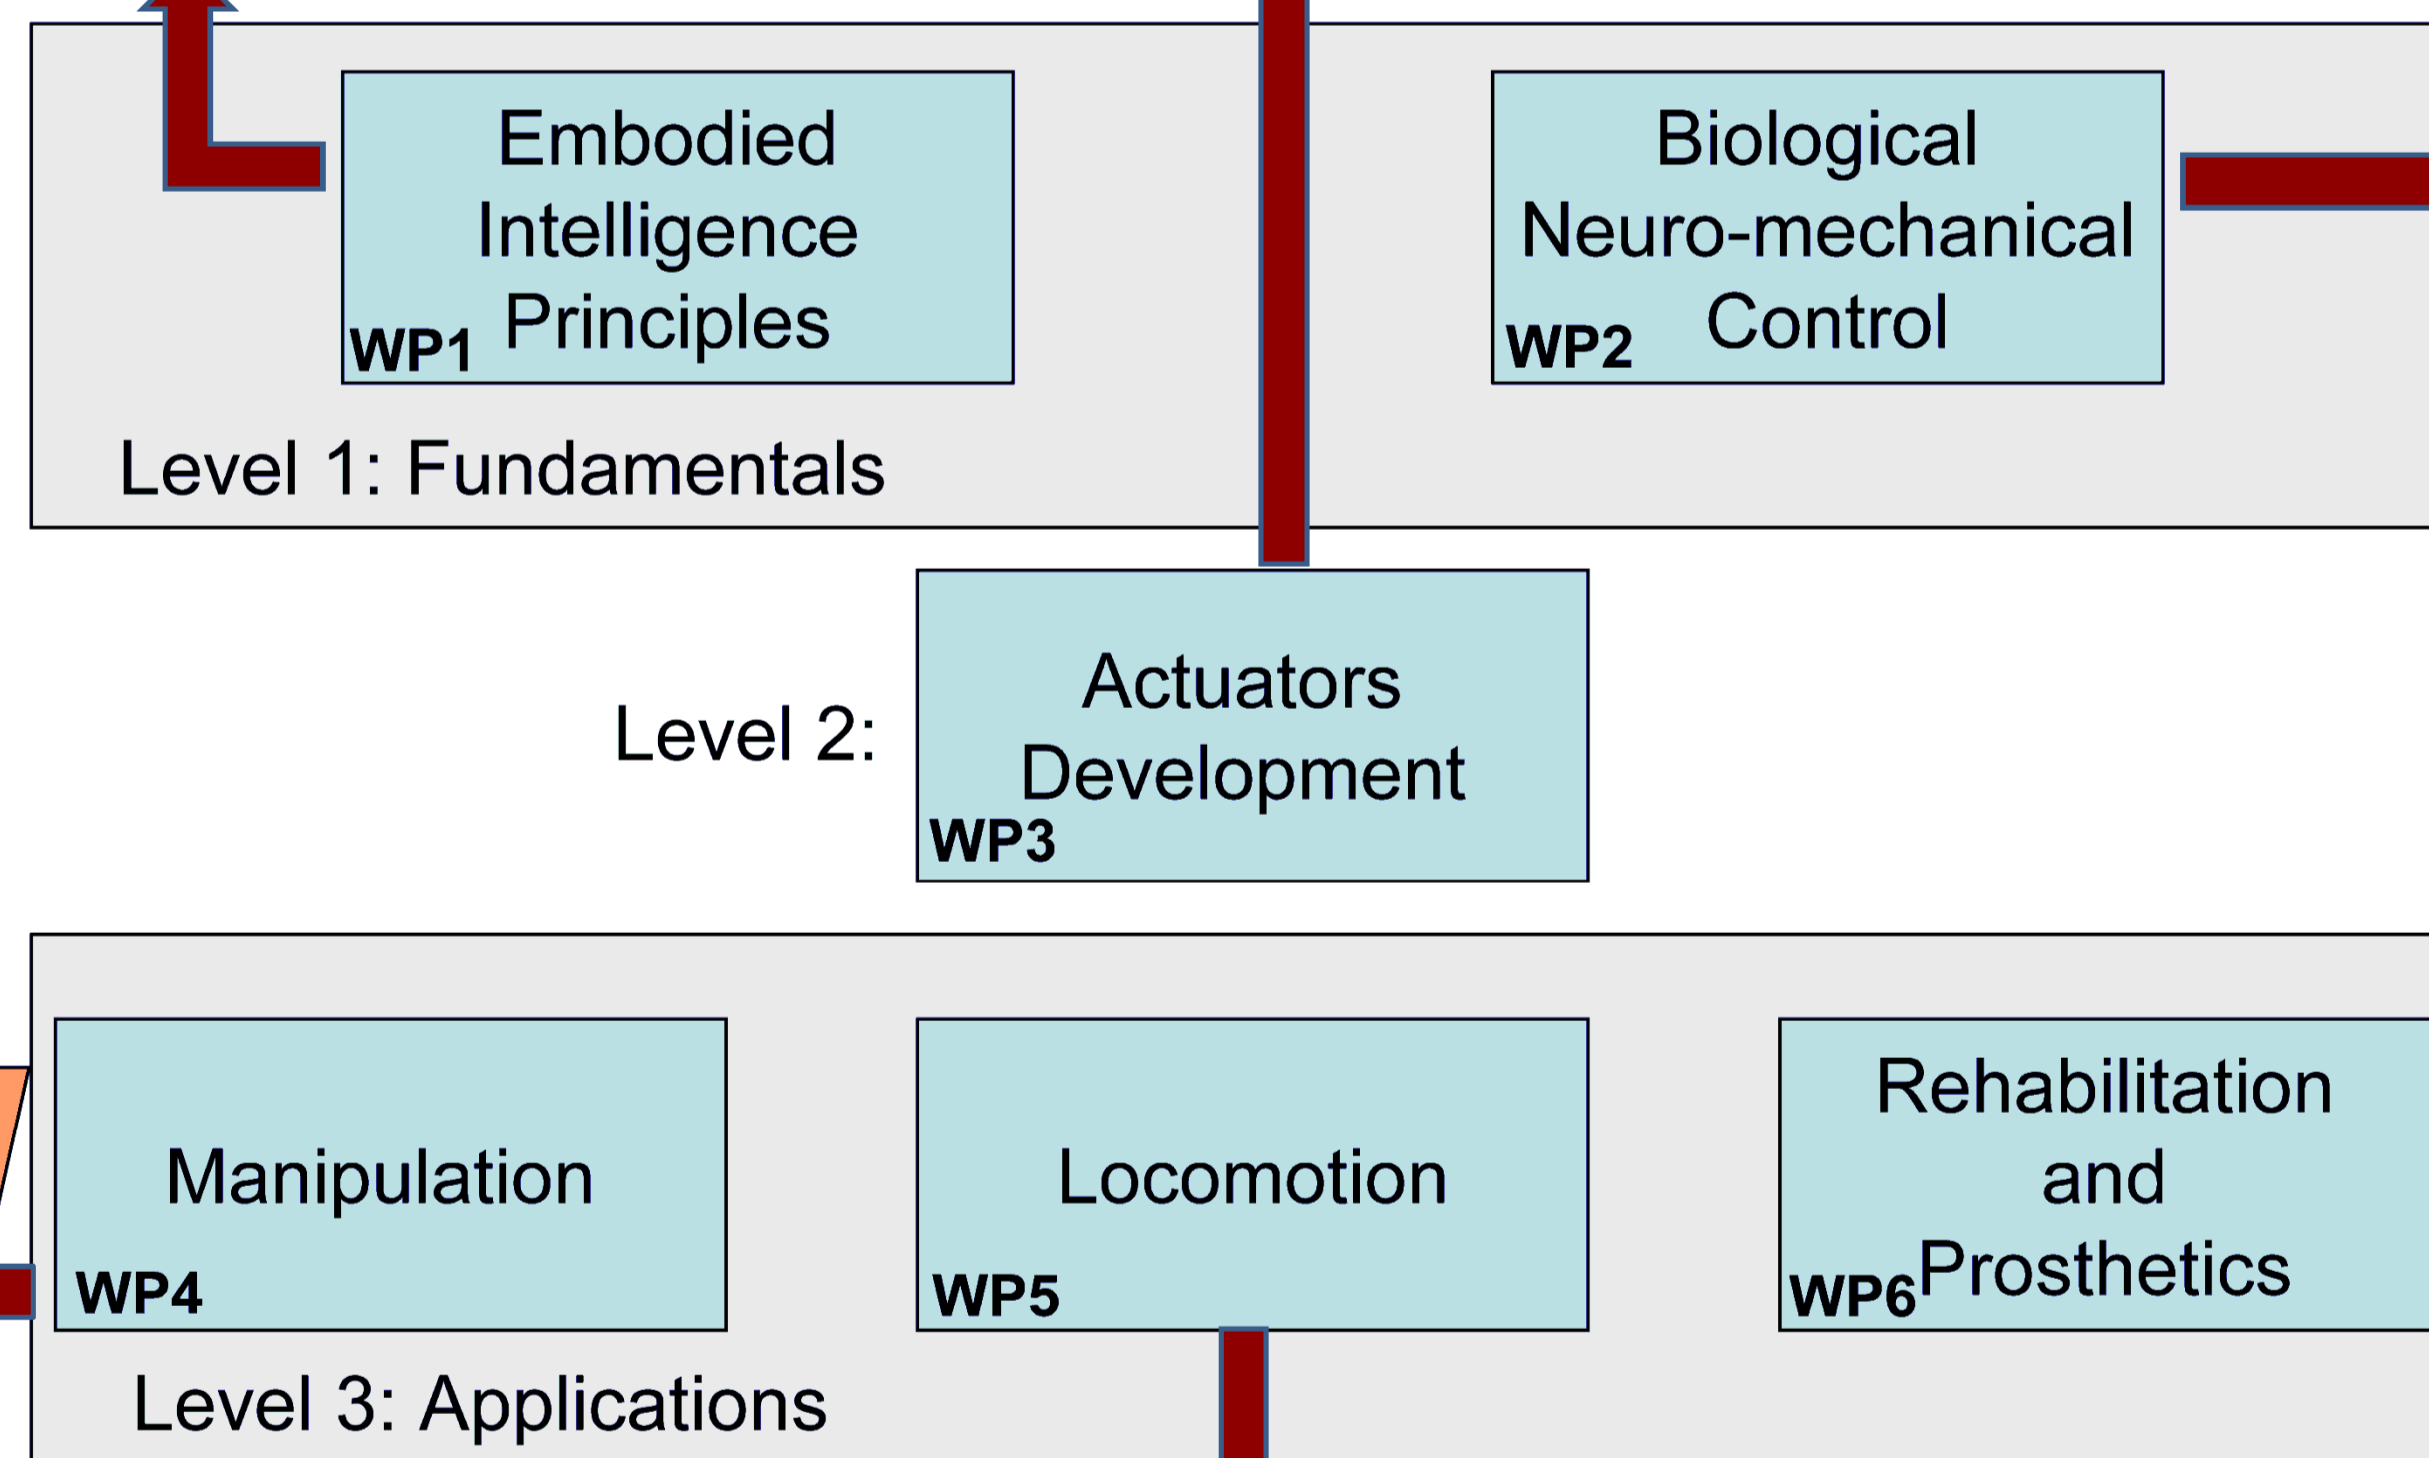 Embodied
Intelligence
Principles
WP1
Biological
Neuro-mechanical
Control
WP2
Level 1: Fundamentals
Level 2:
Actuators
Development
WP3
Manipulation
WP4
Locomotion
WP5
Rehabilitation
and
Prosthetics
WP6
Level 3: Applications